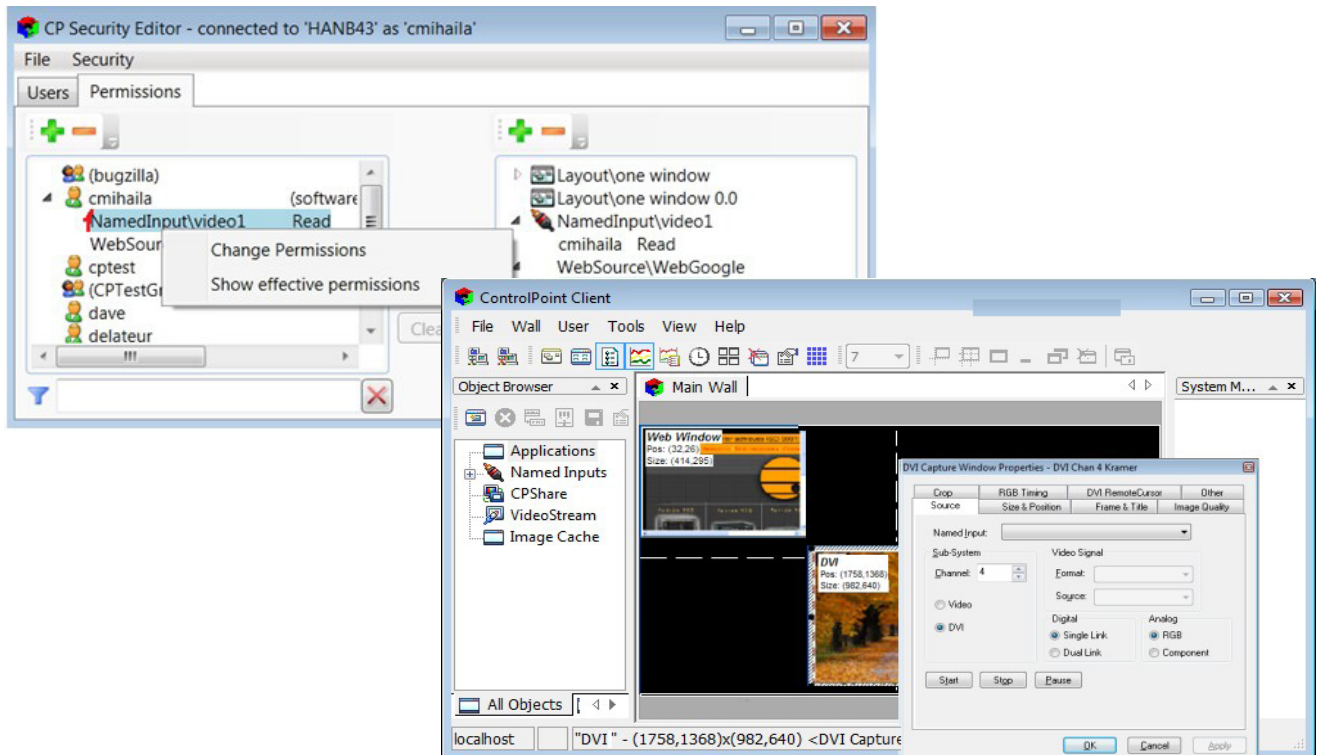 CP Security Editor - connected to 'HANB43' as 'cmihaila'
File Security
Users Permissions
(bugzilla)
cmihaila (software
NamedInput\video1 Read
WebSour
cptest
(CPTestGr
dave
delateur
Change Permissions
Show effective permissions
Layout\one window
Layout\one window 0.0
NamedInput\video1
cmihaila Read
WebSource\WebGoogle
Clea
ControlPoint Client
File Wall User Tools View Help
7
Object Browser
Main Wall
System M...
Applications
Named Inputs
CPShare
VideoStream
Image Cache
All Objects
Web Window
Pos: (32,26)
Size: (414,295)
DVI
Pos: (1758,1368)
Size: (982,640)
DVI Capture Window Properties - DVI Chan 4 Kramer
Crop RGB Timing DVI RemoteCursor Other
Source Size & Position Frame & Title Image Quality
Named Input:
Sub-System Video Signal
Channel: 4 Format:
Source:
Video
DVI
Digital Analog
Single Link RGB
Dual Link Component
Start Stop Pause
OK Cancel Apply
localhost "DVI" - (1758,1368)x(982,640) <DVI Capture